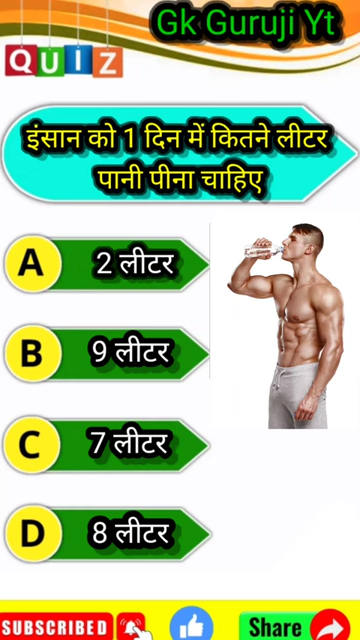 Gk Guruji Yt
QUIZ
इंसान को 1 दिन में कितने लीटर
पानी पीना चाहिए
A 2 लीटर
B 9 लीटर
C 7 लीटर
D 8 लीटर
SUBSCRIBED Share